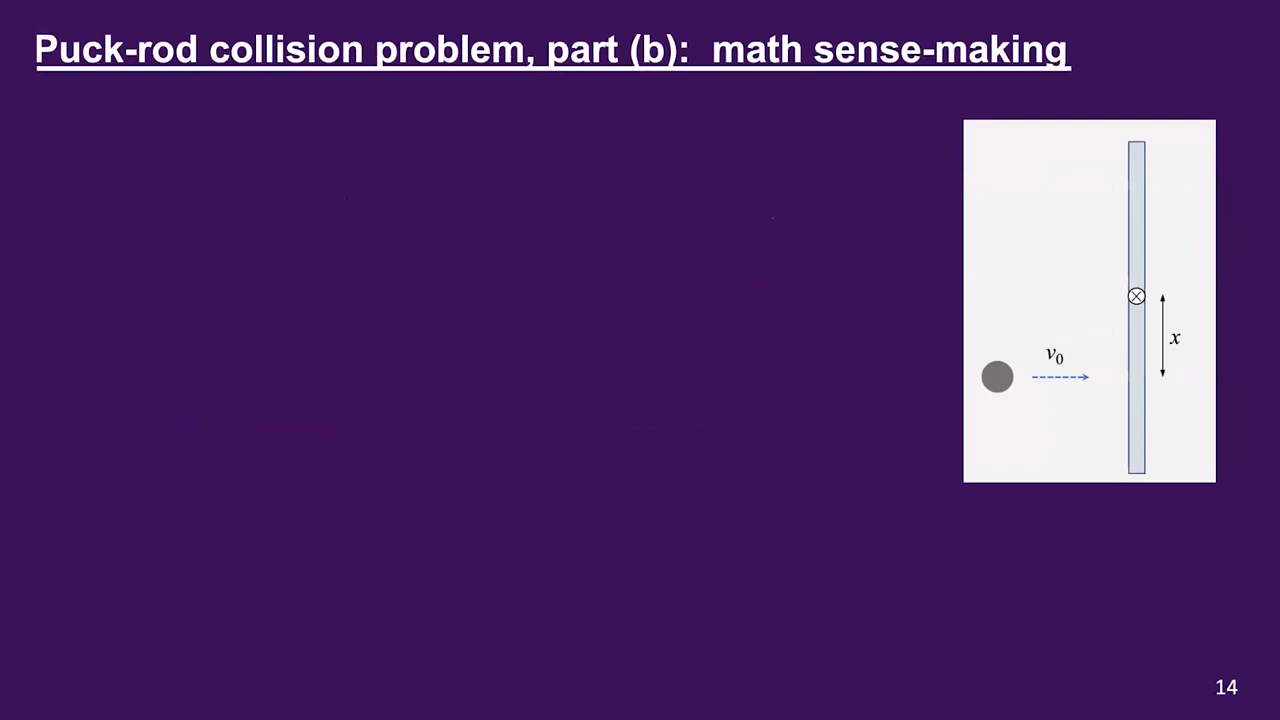 Puck-rod collision problem, part (b): math sense-making
x
v₀
14